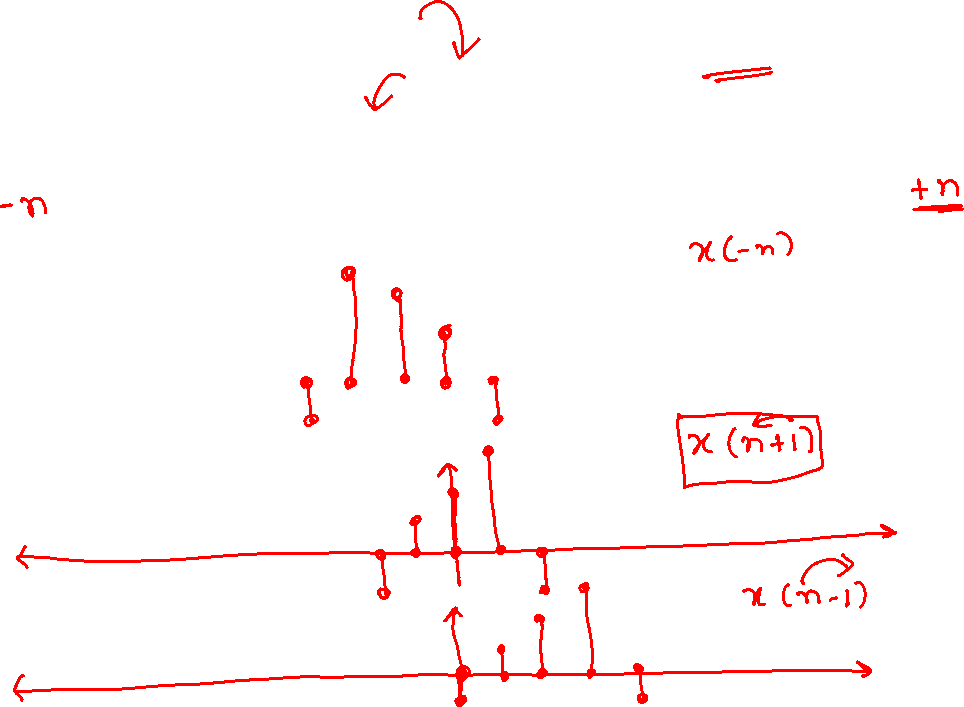 -n
+n
x(-n)
x(n+1)
x(n-1)